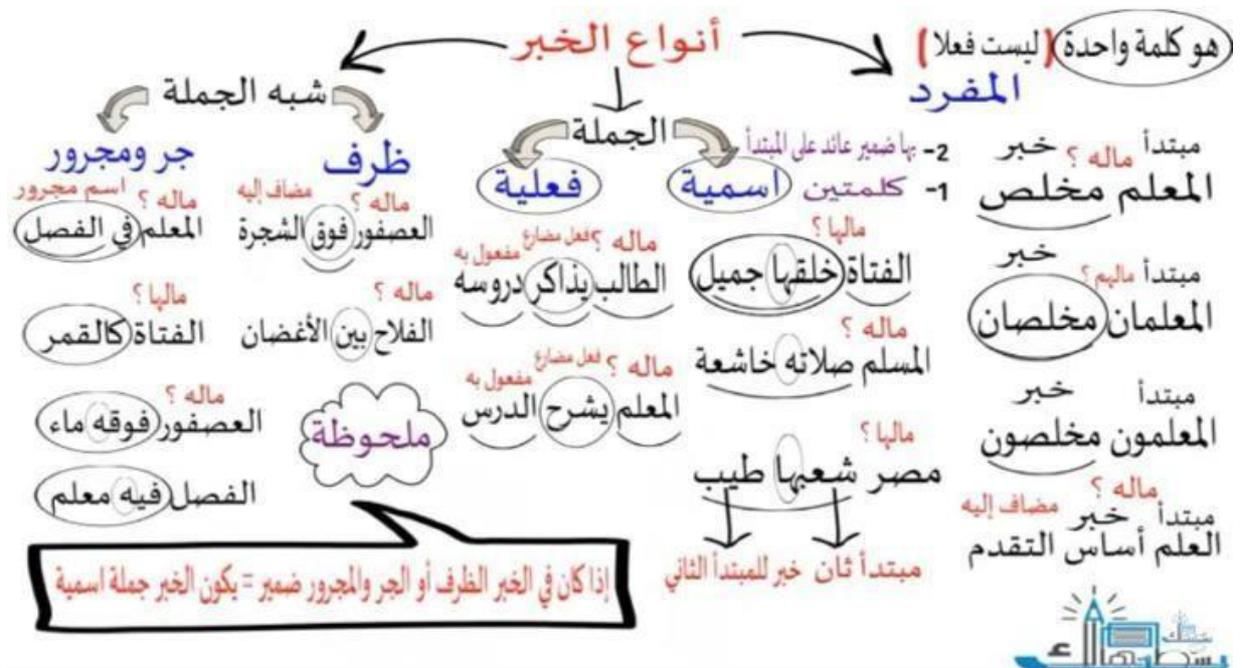 أنواع الخبر
هو كلمة واحدة (ليست فعلا)
المفرد
مبتدأ خبر
ماله ؟
المعلم مخلص
خبر
مبتدأ مالهم ؟
المعلمان مخلصان
مبتدأ خبر
المعلمون مخلصون
ماله ؟
مبتدأ خبر مضاف إليه
العلم أساس التقدم
الجملة
اسمية
2- بها ضمير عائد على المبتدأ
1- كلمتين
مالها ؟
الفتاة خلقها جميل
ماله ؟
المسلم صلاته خاشعة
مالها ؟
مصر شعبها طيب
مبتدأ ثان خبر للمبتدأ الثاني
فعلية
ماله ؟ فعل مضارع مفعول به
الطالب يذاكر دروسه
ماله ؟ فعل مضارع مفعول به
المعلم يشرح الدرس
شبه الجملة
ظرف
ماله ؟ مضاف إليه
العصفور فوق الشجرة
ماله ؟
الفلاح بين الأغضان
جر ومجرور
ماله ؟ اسم مجرور
المعلم في الفصل
مالها ؟
الفتاة كالقمر
ماله ؟
العصفور فوقه ماء
الفصل فيه معلم
ملحوظة
إذا كان في الخبر الظرف أو الجر والمجرور ضمير = يكون الخبر جملة اسمية